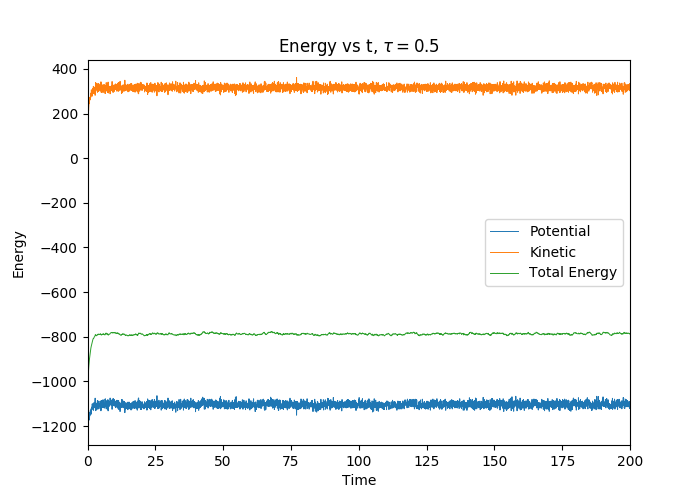 Energy vs t, τ = 0.5
400
200
0
−200
−400
−600
−800
−1000
−1200
Energy
Potential
Kinetic
Total Energy
0 25 50 75 100 125 150 175 200
Time